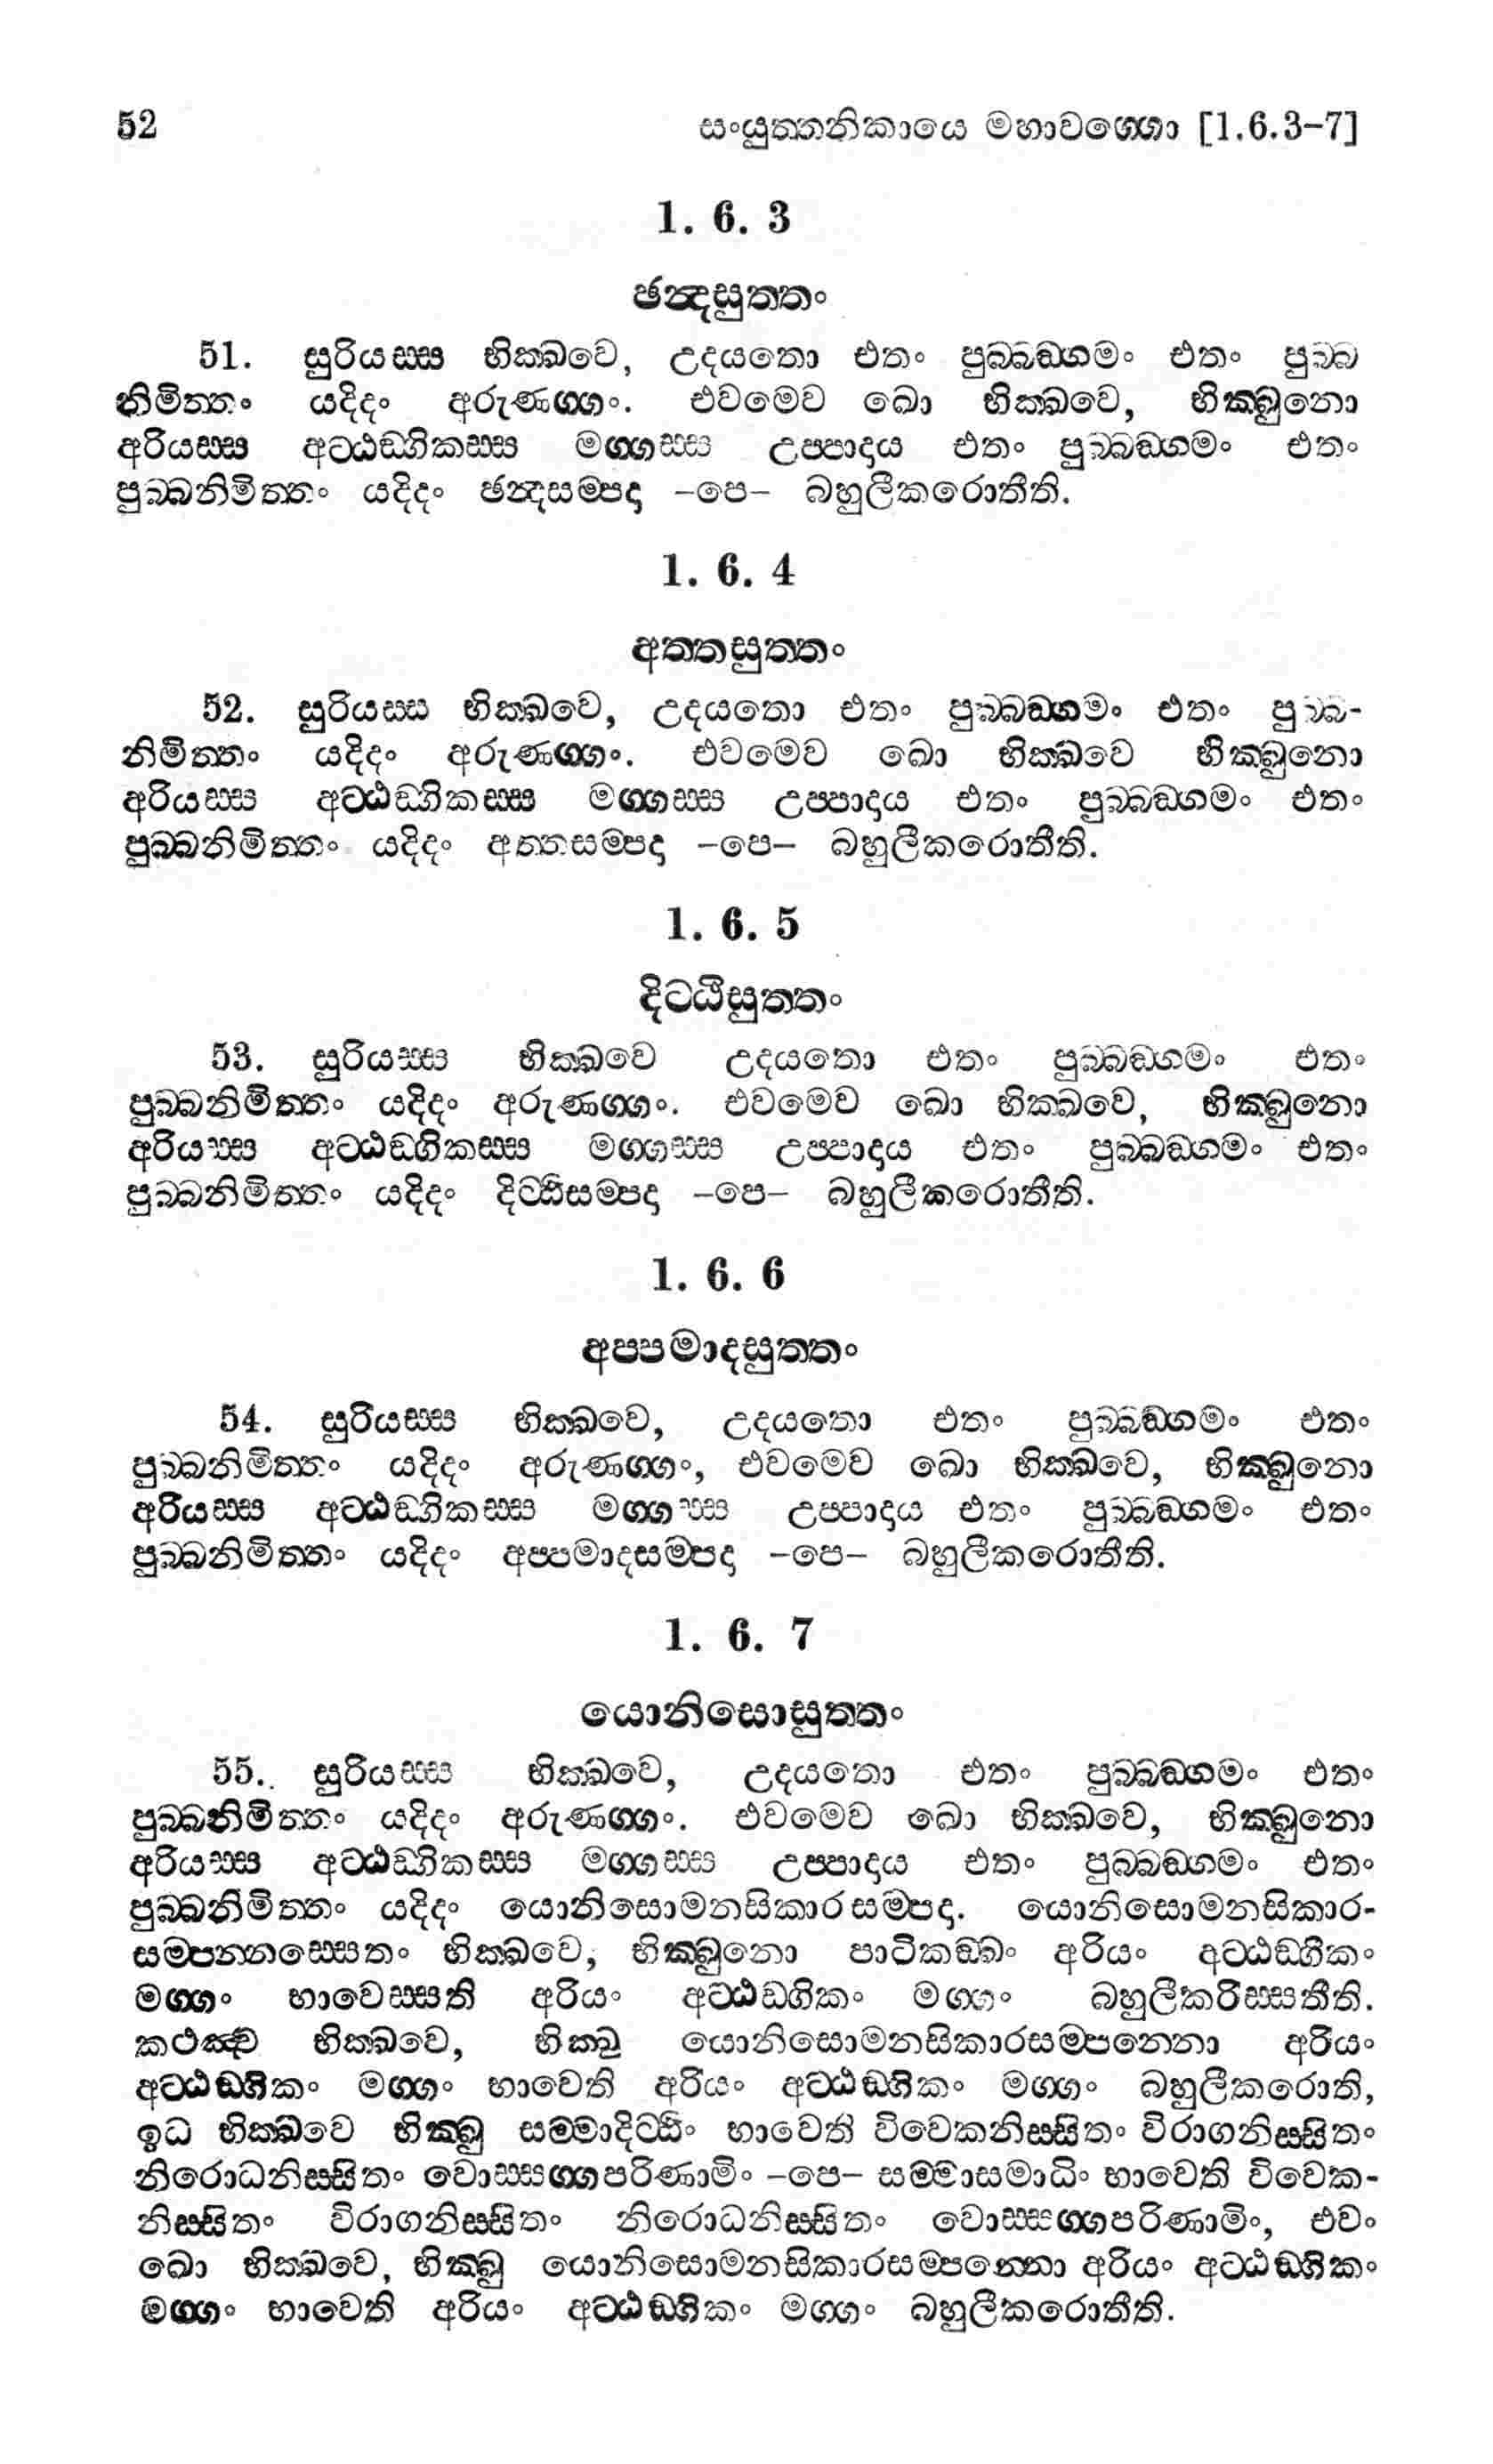 52 සංයුත්තනිකායෙ මහාවග්ගො [1.6.3-7]
1. 6. 3
ඡන්දසුත්තං
51. සුරියස්ස භික්ඛවෙ, උදයතො එතං පුබ්බඞ්ගමං එතං පුබ්බ
නිමිත්තං යදිදං අරුණග්ගං. එවමෙව ඛො භික්ඛවෙ, භික්ඛුනො
අරියස්ස අට්ඨඞ්ගිකස්ස මග්ගස්ස උප්පාදාය එතං පුබ්බඞ්ගමං එතං
පුබ්බනිමිත්තං යදිදං ඡන්දසම්පදා -පෙ- බහුලීකරොතීති.
1. 6. 4
අත්තසුත්තං
52. සුරියස්ස භික්ඛවෙ, උදයතො එතං පුබ්බඞ්ගමං එතං පුබ්බ-
නිමිත්තං යදිදං අරුණග්ගං. එවමෙව ඛො භික්ඛවෙ භික්ඛුනො
අරියස්ස අට්ඨඞ්ගිකස්ස මග්ගස්ස උප්පාදාය එතං පුබ්බඞ්ගමං එතං
පුබ්බනිමිත්තං යදිදං අත්තසම්පදා -පෙ- බහුලීකරොතීති.
1. 6. 5
දිට්ඨිසුත්තං
53. සුරියස්ස භික්ඛවෙ උදයතො එතං පුබ්බඞ්ගමං එතං
පුබ්බනිමිත්තං යදිදං අරුණග්ගං. එවමෙව ඛො භික්ඛවෙ, භික්ඛුනො
අරියස්ස අට්ඨඞ්ගිකස්ස මග්ගස්ස උප්පාදාය එතං පුබ්බඞ්ගමං එතං
පුබ්බනිමිත්තං යදිදං දිට්ඨිසම්පදා -පෙ- බහුලීකරොතීති.
1. 6. 6
අප්පමාදසුත්තං
54. සුරියස්ස භික්ඛවෙ, උදයතො එතං පුබ්බඞ්ගමං එතං
පුබ්බනිමිත්තං යදිදං අරුණග්ගං, එවමෙව ඛො භික්ඛවෙ, භික්ඛුනො
අරියස්ස අට්ඨඞ්ගිකස්ස මග්ගස්ස උප්පාදාය එතං පුබ්බඞ්ගමං එතං
පුබ්බනිමිත්තං යදිදං අප්පමාදසම්පදා -පෙ- බහුලීකරොතීති.
1. 6. 7
යොනිසොසුත්තං
55. සුරියස්ස භික්ඛවෙ, උදයතො එතං පුබ්බඞ්ගමං එතං
පුබ්බනිමිත්තං යදිදං අරුණග්ගං. එවමෙව ඛො භික්ඛවෙ, භික්ඛුනො
අරියස්ස අට්ඨඞ්ගිකස්ස මග්ගස්ස උප්පාදාය එතං පුබ්බඞ්ගමං එතං
පුබ්බනිමිත්තං යදිදං යොනිසොමනසිකාරසම්පදා. යොනිසොමනසිකාර-
සම්පන්නස්සෙතං භික්ඛවෙ, භික්ඛුනො පාටිකඞ්ඛං අරියං අට්ඨඞ්ගිකං
මග්ගං භාවෙස්සති අරියං අට්ඨඞ්ගිකං මග්ගං බහුලීකරිස්සතීති.
කථඤ්ච භික්ඛවෙ, භික්ඛු යොනිසොමනසිකාරසම්පන්නො අරියං
අට්ඨඞ්ගිකං මග්ගං භාවෙති අරියං අට්ඨඞ්ගිකං මග්ගං බහුලීකරොති,
ඉධ භික්ඛවෙ භික්ඛු සම්මාදිට්ඨිං භාවෙති විවෙකනිස්සිතං විරාගනිස්සිතං
නිරොධනිස්සිතං වොස්සග්ගපරිණාමිං -පෙ- සම්මාසමාධිං භාවෙති විවෙක-
නිස්සිතං විරාගනිස්සිතං නිරොධනිස්සිතං වොස්සග්ගපරිණාමිං, එවං
ඛො භික්ඛවෙ, භික්ඛු යොනිසොමනසිකාරසම්පන්නො අරියං අට්ඨඞ්ගිකං
මග්ගං භාවෙති අරියං අට්ඨඞ්ගිකං මග්ගං බහුලීකරොතීති.